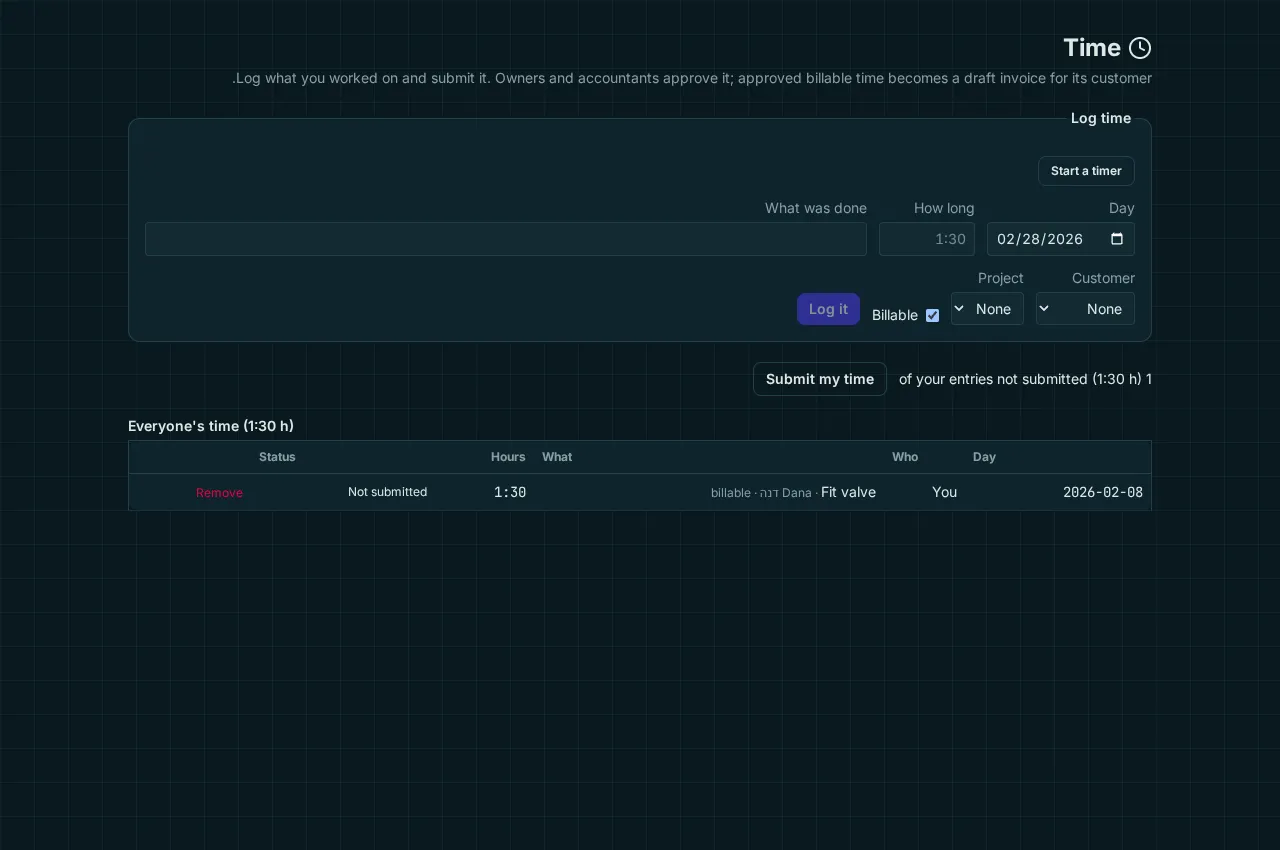 Time
Log what you worked on and submit it. Owners and accountants approve it; approved billable time becomes a draft invoice for its customer.
Log time
Start a timer
Day How long What was done
02/28/2026 1:30
Customer Project
None None Billable Log it
1 of your entries not submitted (1:30 h) Submit my time
Everyone's time (1:30 h)
Day Who What Hours Status
2026-02-08 You Fit valve · Dana דנה · billable 1:30 Not submitted Remove